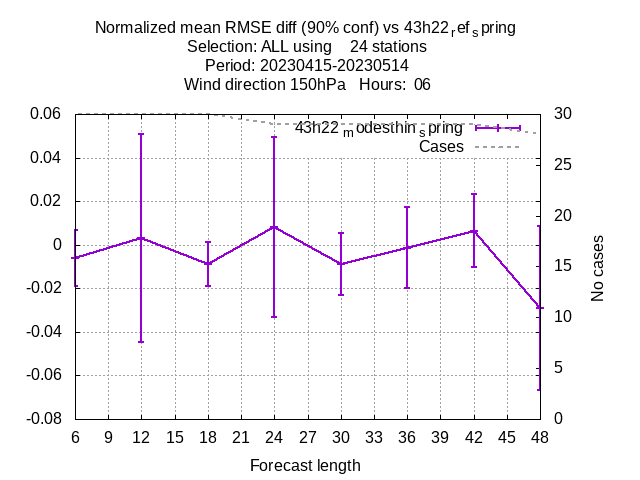 Normalized mean RMSE diff (90% conf) vs 43h22refspring
Selection: ALL using 24 stations
Period: 20230415-20230514
Wind direction 150hPa Hours: 06
43h22modesthinspring
Cases
0.06
0.04
0.02
0
-0.02
-0.04
-0.06
-0.08
30
25
20
15
10
5
0
No cases
6 9 12 15 18 21 24 27 30 33 36 39 42 45 48
Forecast length